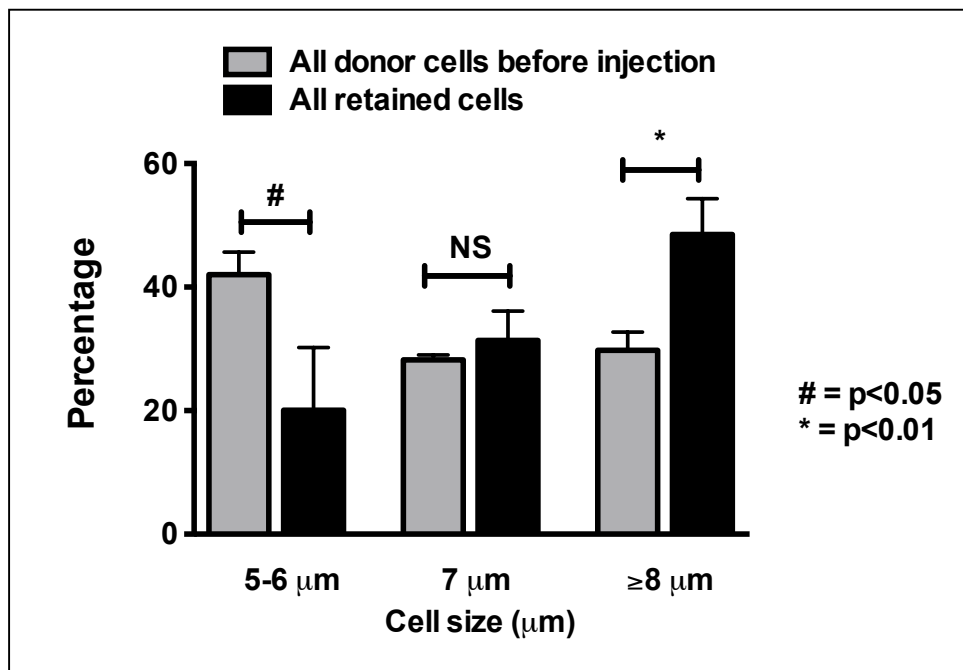 All donor cells before injection
All retained cells
*
60
#
NS
40
Percentage
20
# = p<0.05
* = p<0.01
0
5-6 μm 7 μm ≥8 μm
Cell size (μm)